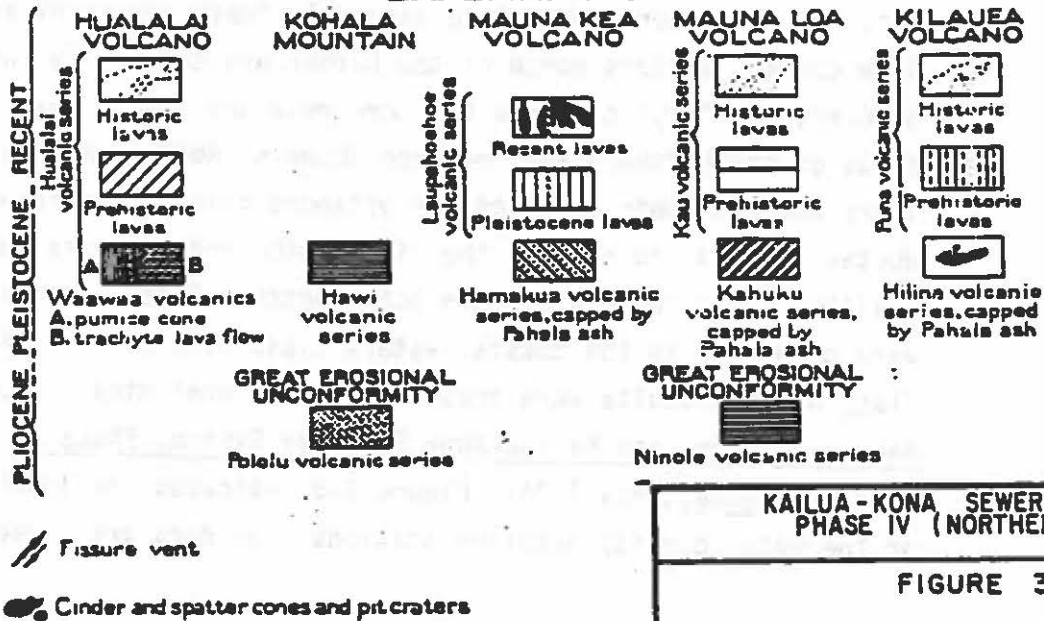 HUALALAI
VOLCANO
Hualalai
volcanic series
Historic
lavas
Prehistoric
lavas
A
B
Waawaa volcanics
A. pumice cone
B. trachyte lava flow
KOHALA
MOUNTAIN
Hawi
volcanic
series
GREAT EROSIONAL
UNCONFORMITY
Pololu volcanic series
MAUNA KEA
VOLCANO
Laupahoehoe
volcanic series
Recent lavas
Pleistocene lavas
Hamakua volcanic
series, capped by
Pahala ash
MAUNA LOA
VOLCANO
Kau volcanic series
Historic
lavas
Prehistoric
lavas
Kahuku
volcanic series,
capped by
Pahala ash
GREAT EROSIONAL
UNCONFORMITY
Ninole volcanic series
KILAUEA
VOLCANO
Puna volcanic series
Historic
lavas
Prehistoric
lavas
Hilina volcanic
series, capped
by Pahala ash
PLIOCENE PLEISTOCENE - RECENT
Fissure vent
Cinder and spatter cones and pit craters
KAILUA-KONA SEWER
PHASE IV (NORTHE
FIGURE 3